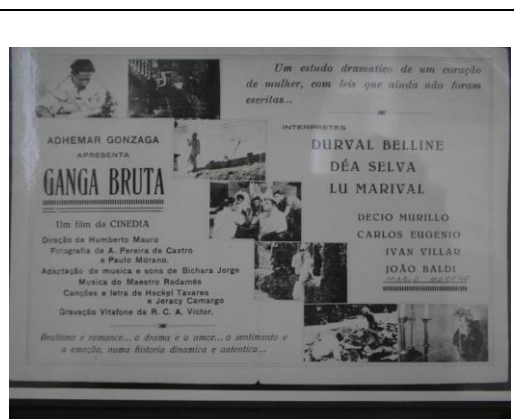 Um estudo dramatico de um coração
de mulher, com leis que ainda não foram
escritas...
ADHEMAR GONZAGA
APRESENTA
GANGA BRUTA
Um film da CINEDIA
Direção de Humberto Mauro
Fotografia de A. Pereira de Castro
e Paulo Morano.
Adaptação de musica e sons de Bichara Jorge
Musica do Maestro Radamés
Canções e letra de Heckel Tavares
e Joracy Camargo
Gravação Vitafone da R. C. A. Victor.
Realismo e romance... o drama e o amor... o sentimento e
a emoção, numa historia dinamica e autentica...
INTERPRETES
DURVAL BELLINE
DÉA SELVA
LU MARIVAL
DECIO MURILLO
CARLOS EUGENIO
IVAN VILLAR
JOÃO BALDI